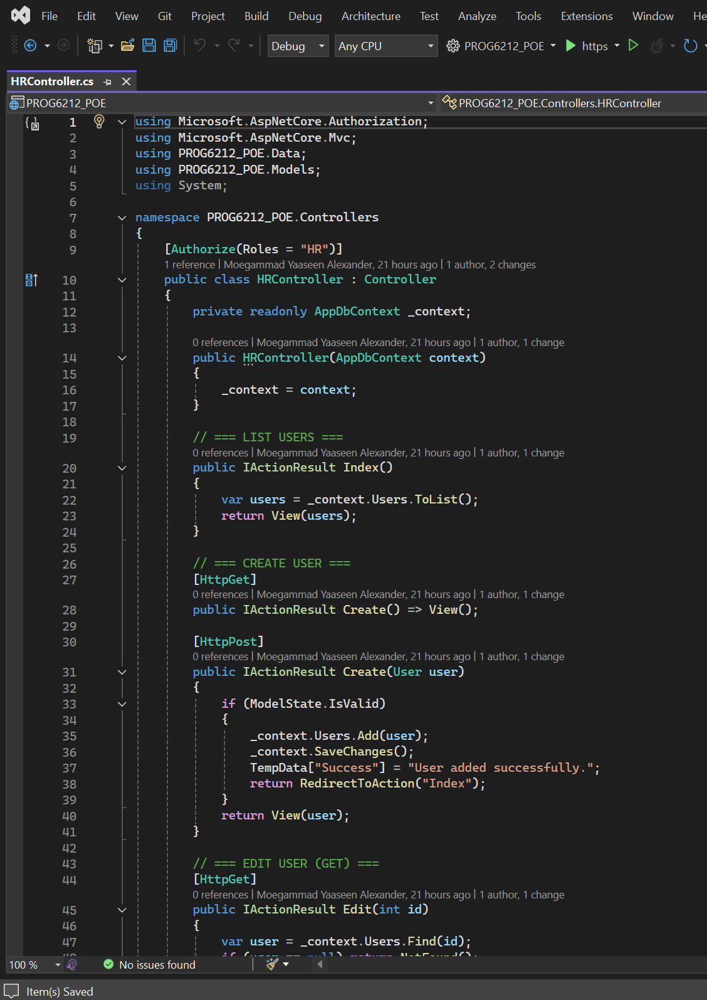 File Edit View Git Project Build Debug Architecture Test Analyze Tools Extensions Window He
Debug Any CPU PROG6212_POE https
HRController.cs
PROG6212_POE PROG6212_POE.Controllers.HRController
1 using Microsoft.AspNetCore.Authorization;
2 using Microsoft.AspNetCore.Mvc;
3 using PROG6212_POE.Data;
4 using PROG6212_POE.Models;
5 using System;
6
7 namespace PROG6212_POE.Controllers
8 {
9 [Authorize(Roles = "HR")]
1 reference | Moegammad Yaaseen Alexander, 21 hours ago | 1 author, 2 changes
10 public class HRController : Controller
11 {
12 private readonly AppDbContext _context;
13
0 references | Moegammad Yaaseen Alexander, 21 hours ago | 1 author, 1 change
14 public HRController(AppDbContext context)
15 {
16 _context = context;
17 }
18
19 // === LIST USERS ===
0 references | Moegammad Yaaseen Alexander, 21 hours ago | 1 author, 1 change
20 public IActionResult Index()
21 {
22 var users = _context.Users.ToList();
23 return View(users);
24 }
25
26 // === CREATE USER ===
27 [HttpGet]
0 references | Moegammad Yaaseen Alexander, 21 hours ago | 1 author, 1 change
28 public IActionResult Create() => View();
29
30 [HttpPost]
0 references | Moegammad Yaaseen Alexander, 21 hours ago | 1 author, 1 change
31 public IActionResult Create(User user)
32 {
33 if (ModelState.IsValid)
34 {
35 _context.Users.Add(user);
36 _context.SaveChanges();
37 TempData["Success"] = "User added successfully.";
38 return RedirectToAction("Index");
39 }
40 return View(user);
41 }
42
43 // === EDIT USER (GET) ===
44 [HttpGet]
0 references | Moegammad Yaaseen Alexander, 21 hours ago | 1 author, 1 change
45 public IActionResult Edit(int id)
46 {
47 var user = _context.Users.Find(id);
100 % No issues found
Item(s) Saved